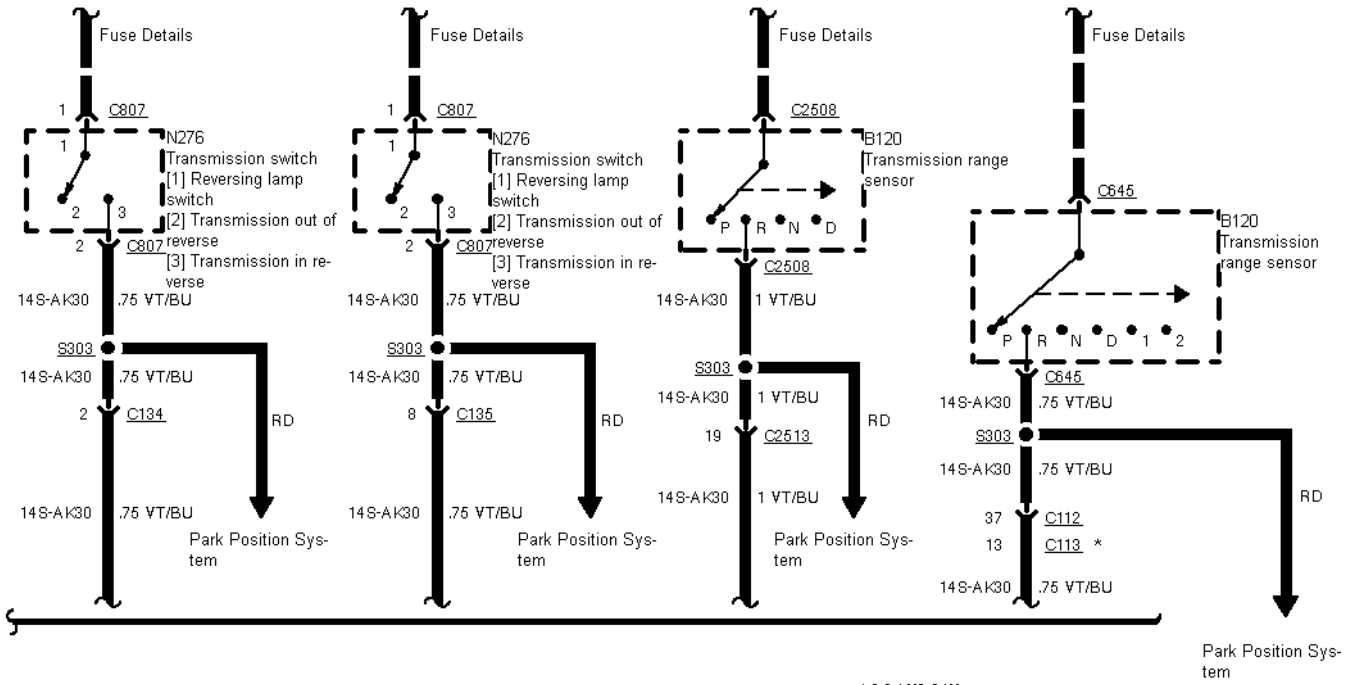 Fuse Details
1 C807
N276
Transmission switch
[1] Reversing lamp
switch
[2] Transmission out of
reverse
[3] Transmission in re-
verse
1
2
3
2 C807
14S-AK30 .75 VT/BU
S303
14S-AK30 .75 VT/BU
2 C134
RD
14S-AK30 .75 VT/BU
Park Position Sys-
tem
Fuse Details
1 C807
N276
Transmission switch
[1] Reversing lamp
switch
[2] Transmission out of
reverse
[3] Transmission in re-
verse
1
2
3
2 C807
14S-AK30 .75 VT/BU
S303
14S-AK30 .75 VT/BU
8 C135
RD
14S-AK30 .75 VT/BU
Park Position Sys-
tem
Fuse Details
C2508
B120
Transmission range
sensor
P R N D
C2508
14S-AK30 1 VT/BU
S303
14S-AK30 1 VT/BU
19 C2513
RD
14S-AK30 1 VT/BU
Park Position Sys-
tem
Fuse Details
C645
B120
Transmission
range sensor
P R N D 1 2
C645
14S-AK30 .75 VT/BU
S303
14S-AK30 .75 VT/BU
RD
37 C112
13 C113 *
14S-AK30 .75 VT/BU
Park Position Sys-
tem